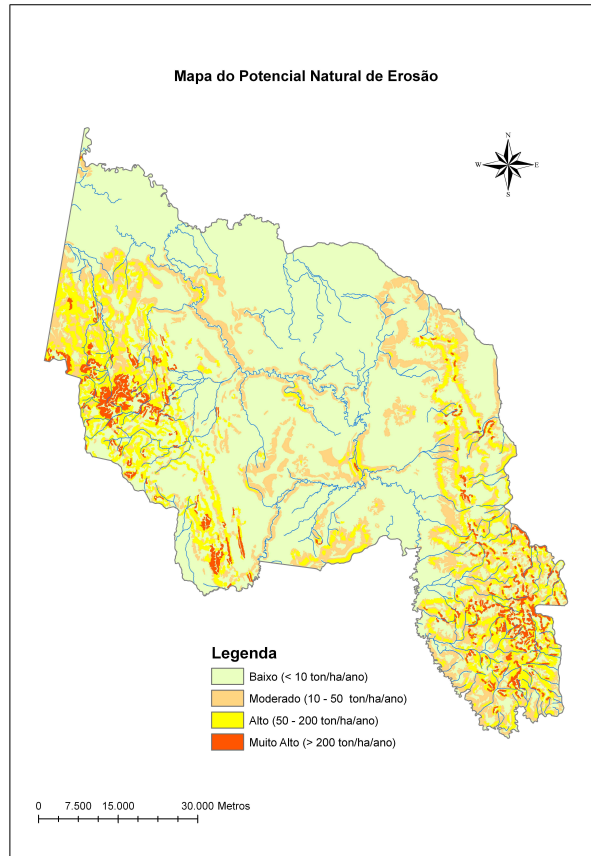 Mapa do Potencial Natural de Erosão
N
W E
S
Legenda
Baixo (< 10 ton/ha/ano)
Moderado (10 - 50 ton/ha/ano)
Alto (50 - 200 ton/ha/ano)
Muito Alto (> 200 ton/ha/ano)
0 7.500 15.000 30.000 Metros